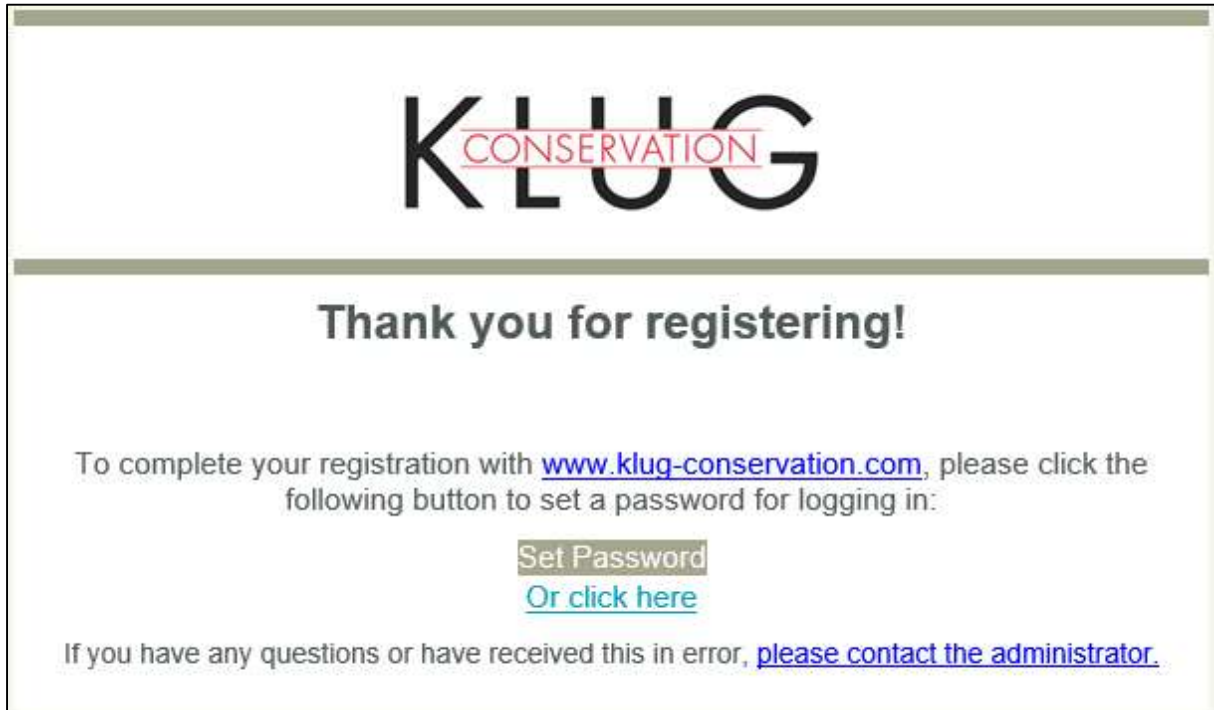 KLUG
CONSERVATION
Thank you for registering!
To complete your registration with www.klug-conservation.com, please click the
following button to set a password for logging in:
Set Password
Or click here
If you have any questions or have received this in error, please contact the administrator.